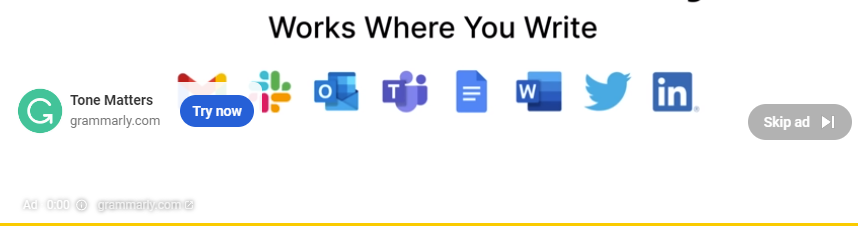 Works Where You Write
Tone Matters
grammarly.com
Try now
Skip ad
Ad 0:00 grammarly.com